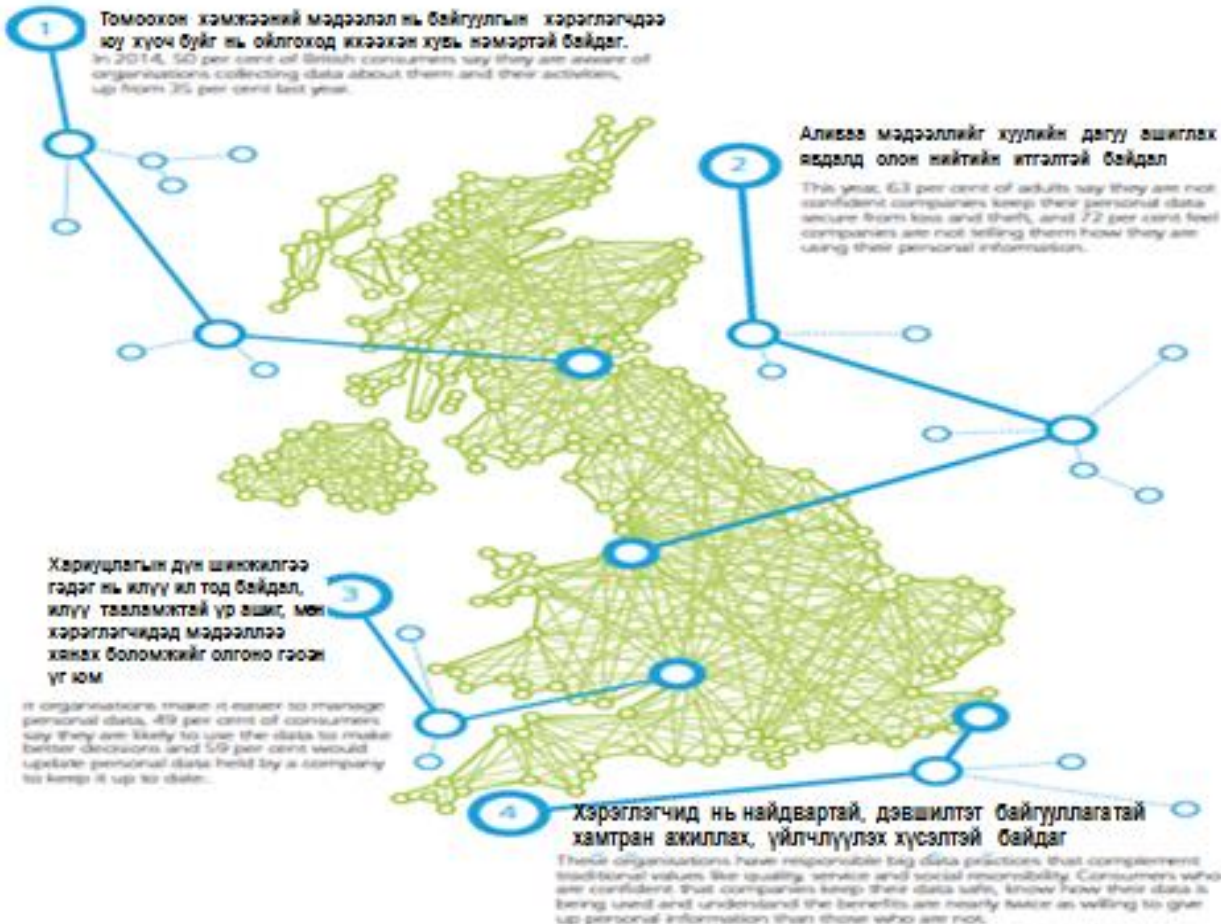 1
Томоохон хэмжээний мэдээлэл нь байгуулгын хэрэглэгчдээ
юу хүсч буйг нь ойлгоход ихээхэн хувь нэмэртэй байдаг.
In 2014, 50 per cent of British consumers say they are aware of
organisations collecting data about them and their activities,
up from 35 per cent last year.
2
Аливаа мэдээллийг хуулийн дагуу ашиглах
явдалд олон нийтийн итгэлтэй байдал
This year, 63 per cent of adults say they are not
confident companies keep their personal data
secure from loss and theft, and 72 per cent feel
companies are not telling them how they are
using their personal information.
3
Хариуцлагын дүн шинжилгээ
гэдэг нь илүү ил тод байдал,
илүү тааламжтай үр ашиг, мөн
хэрэглэгчидэд мэдээллээ
хянах боломжийг олгоно гэсэн
үг юм
If organisations make it easier to manage
personal data, 49 per cent of consumers
say they are likely to use the data to make
better decisions and 59 per cent would
update personal data held by a company
to keep it up to date.
4
Хэрэглэгчид нь найдвартай, дэвшилтэт байгууллагатай
хамтран ажиллах, үйлчлүүлэх хүсэлтэй байдаг
These organisations have responsible big data practices that complement
traditional values like quality, service and social responsibility. Consumers who
are confident that companies keep their data safe, know how their data is
being used and understand the benefits are nearly twice as willing to give
up personal information than those who are not.